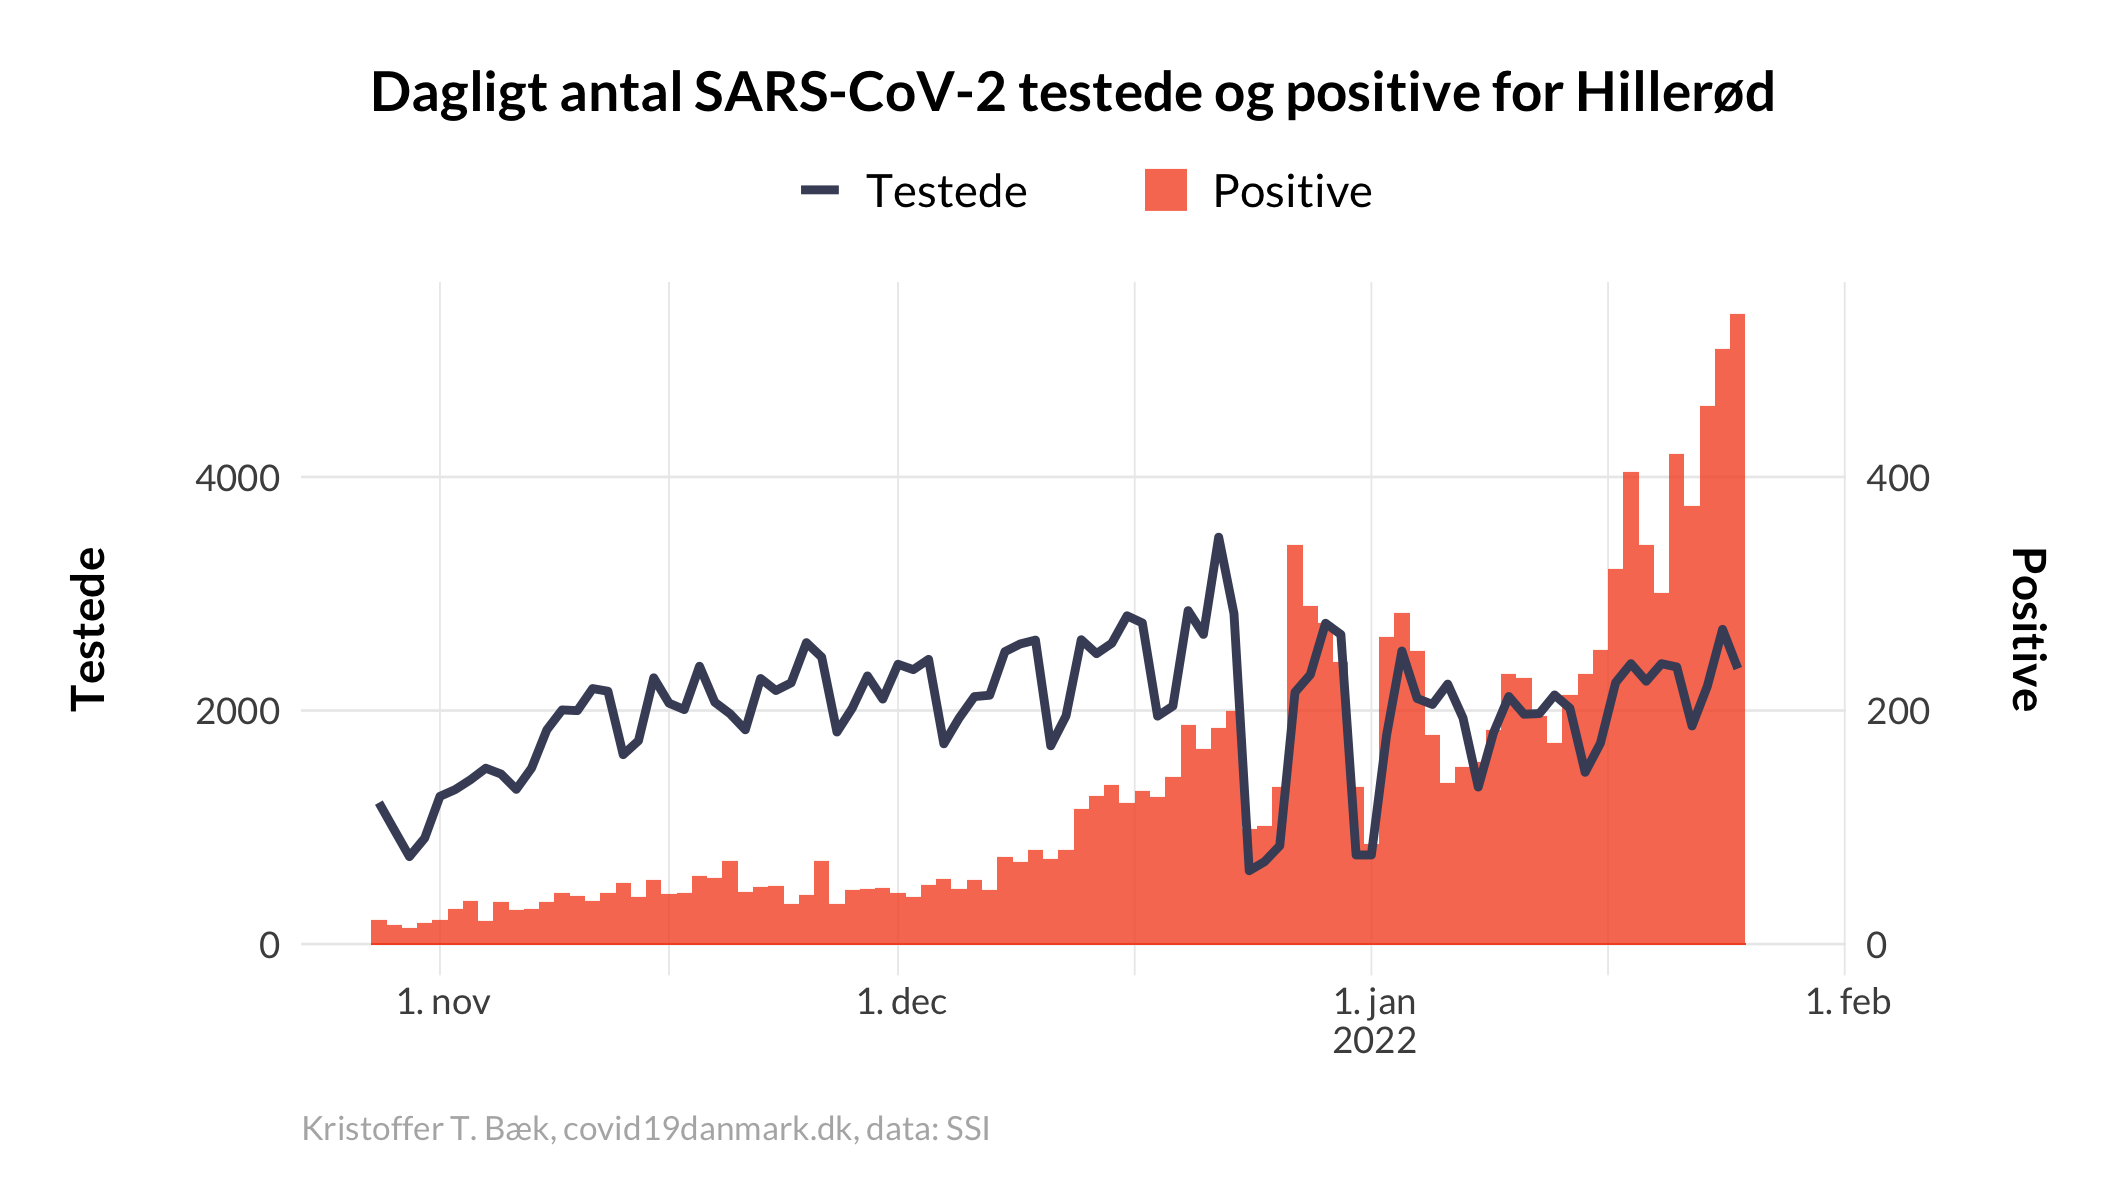 Dagligt antal SARS-CoV-2 testede og positive for Hillerød
Testede
Positive
4000
2000
0
Testede
400
200
0
Positive
1. nov
1. dec
1. jan
2022
1. feb
Kristoffer T. Bæk, covid19danmark.dk, data: SSI